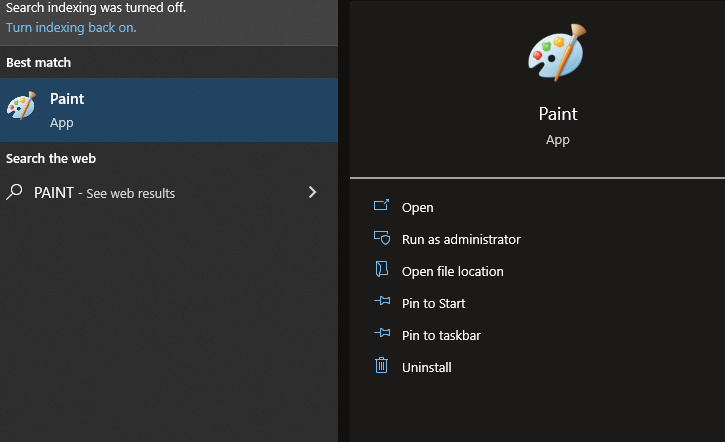 Search indexing was turned off.
Turn indexing back on.
Best match
Paint
App
Search the web
PAINT - See web results
Paint
App
Open
Run as administrator
Open file location
Pin to Start
Pin to taskbar
Uninstall